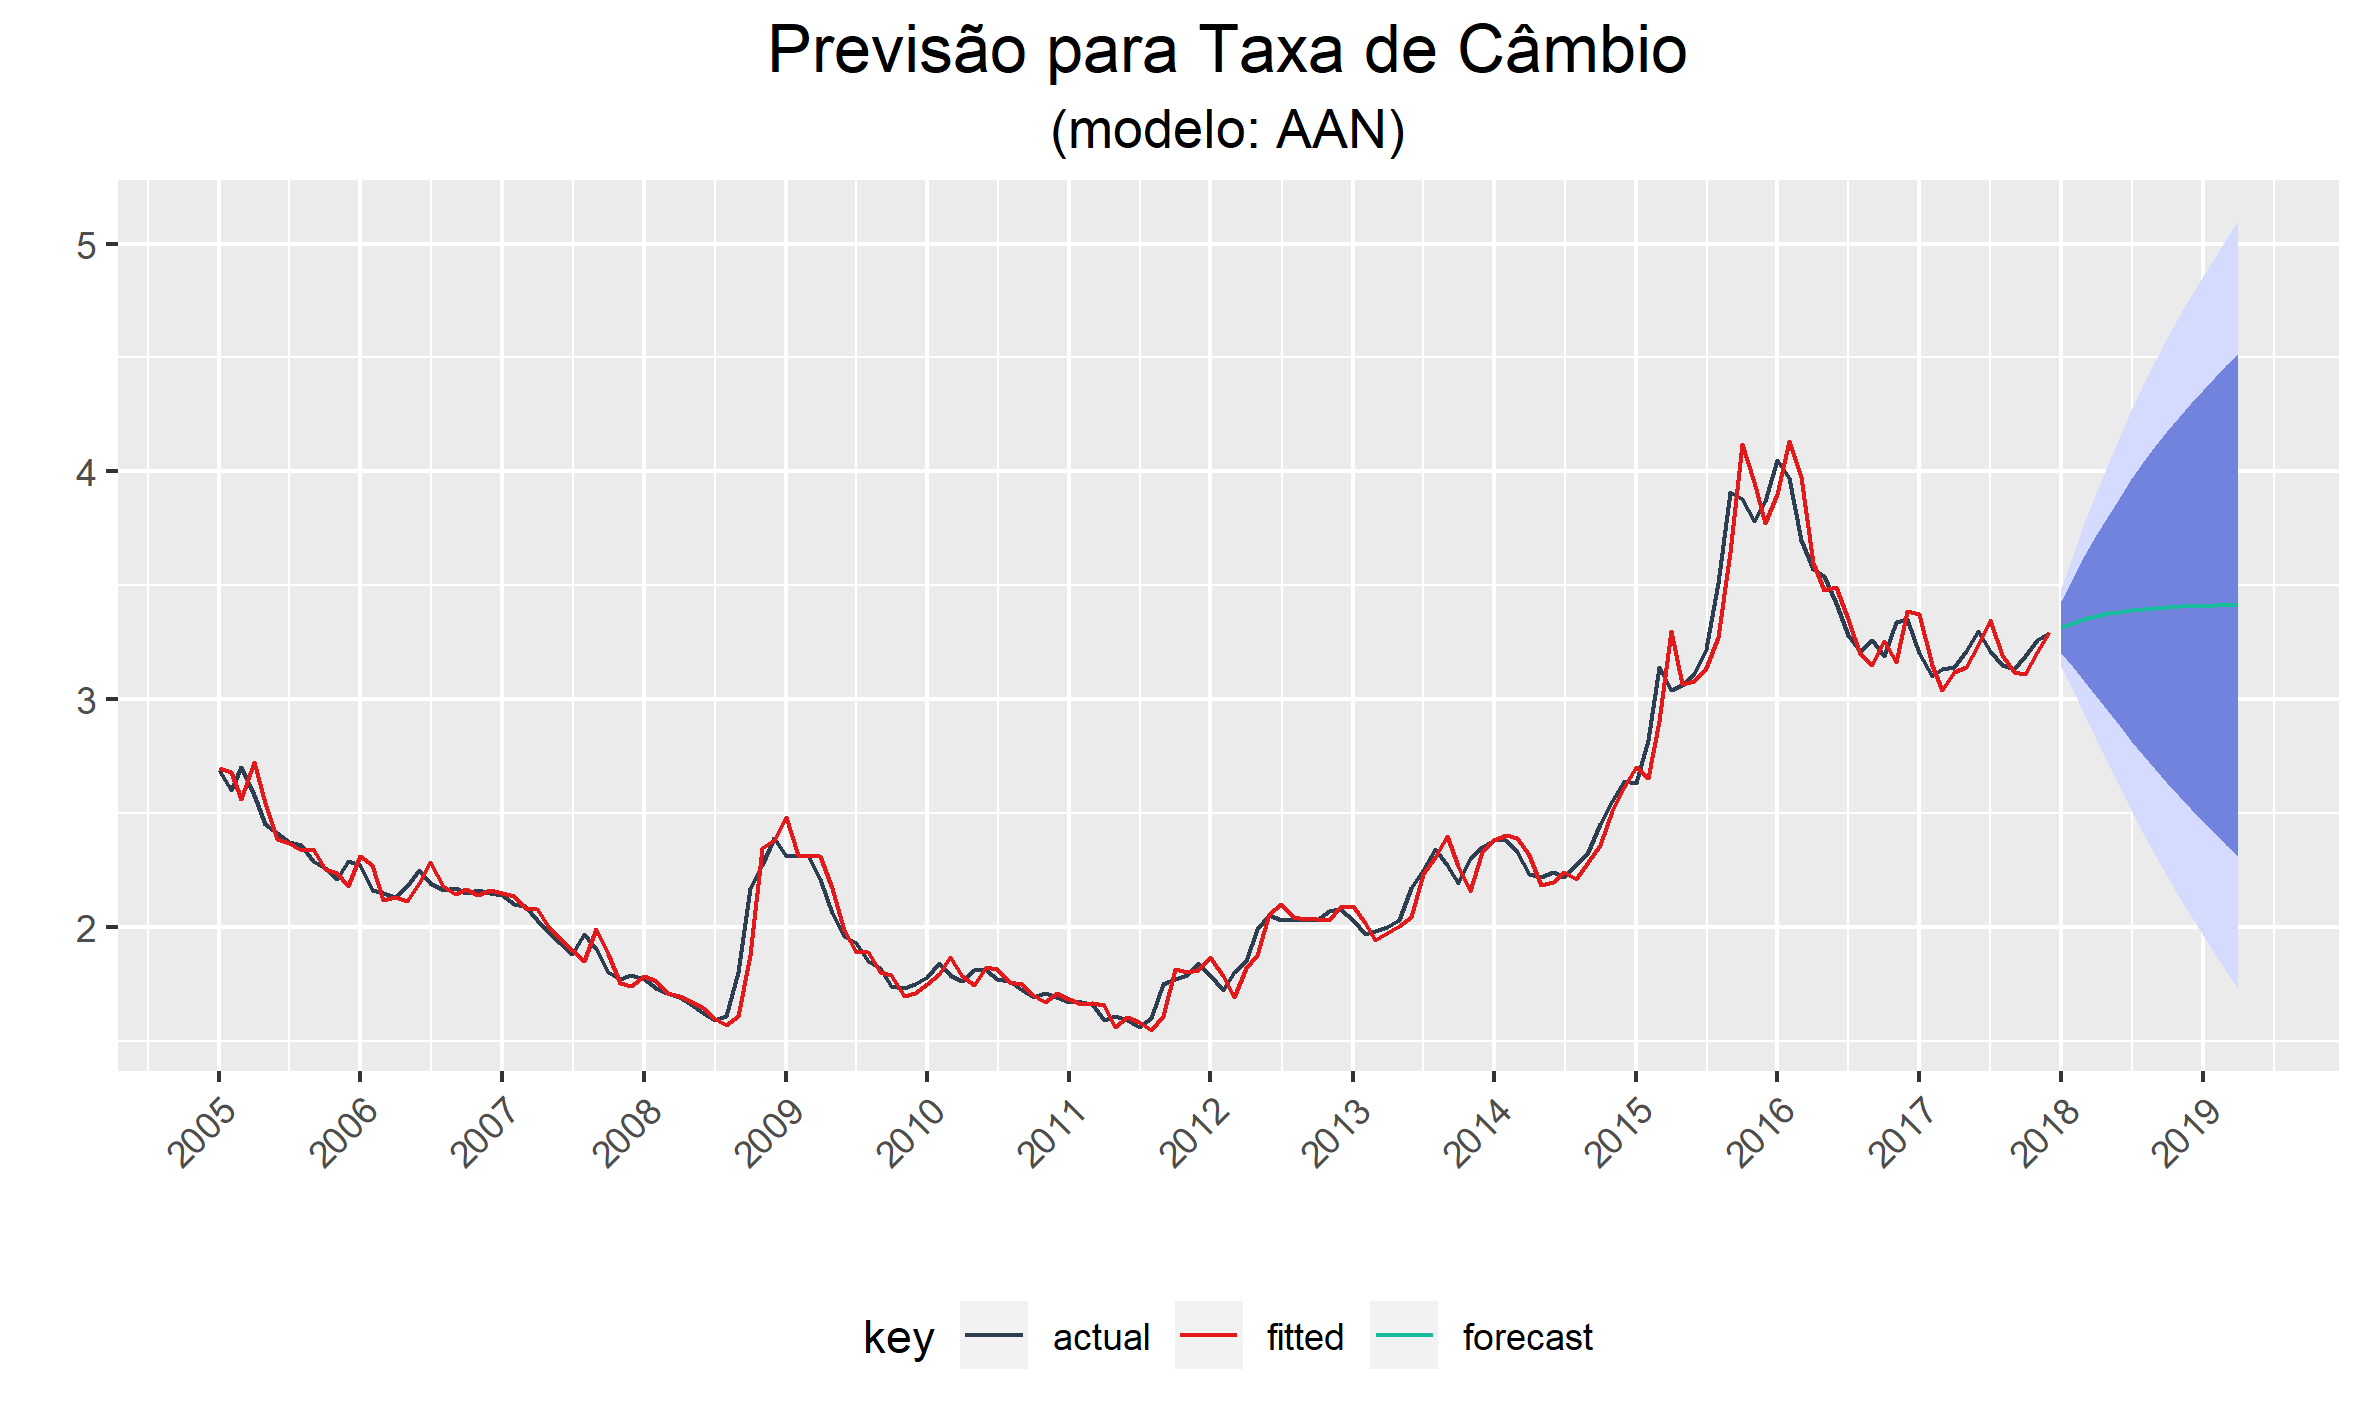 Previsão para Taxa de Câmbio
(modelo: AAN)
5
4
3
2
2005 2006 2007 2008 2009 2010 2011 2012 2013 2014 2015 2016 2017 2018 2019
key actual fitted forecast